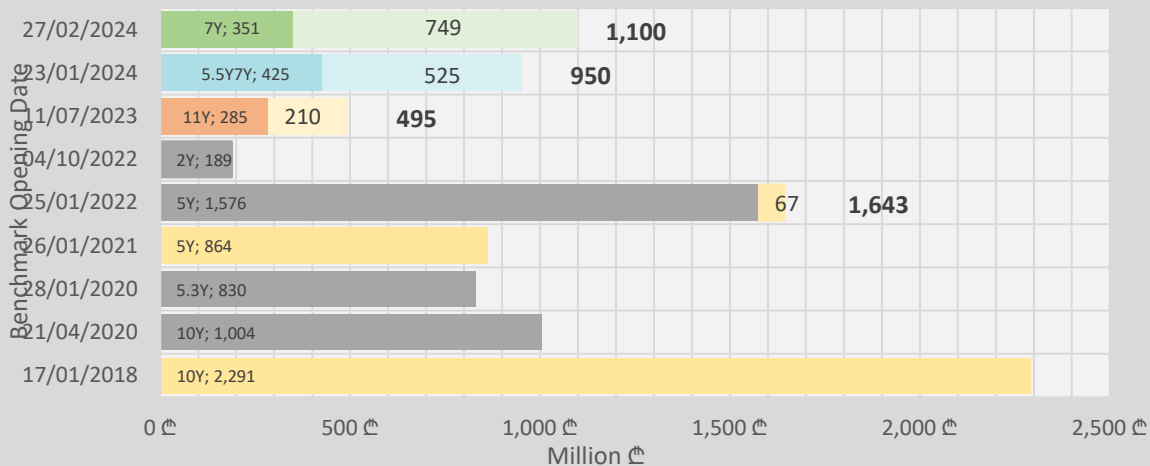 27/02/2024 7Y; 351 749 1,100
23/01/2024 5.5Y7Y; 425 525 950
11/07/2023 11Y; 285 210 495
04/10/2022 2Y; 189
25/01/2022 5Y; 1,576 67 1,643
26/01/2021 5Y; 864
28/01/2020 5.3Y; 830
21/04/2020 10Y; 1,004
17/01/2018 10Y; 2,291
Benchmark Opening Date
0 ₾ 500 ₾ 1,000 ₾ 1,500 ₾ 2,000 ₾ 2,500 ₾
Million ₾